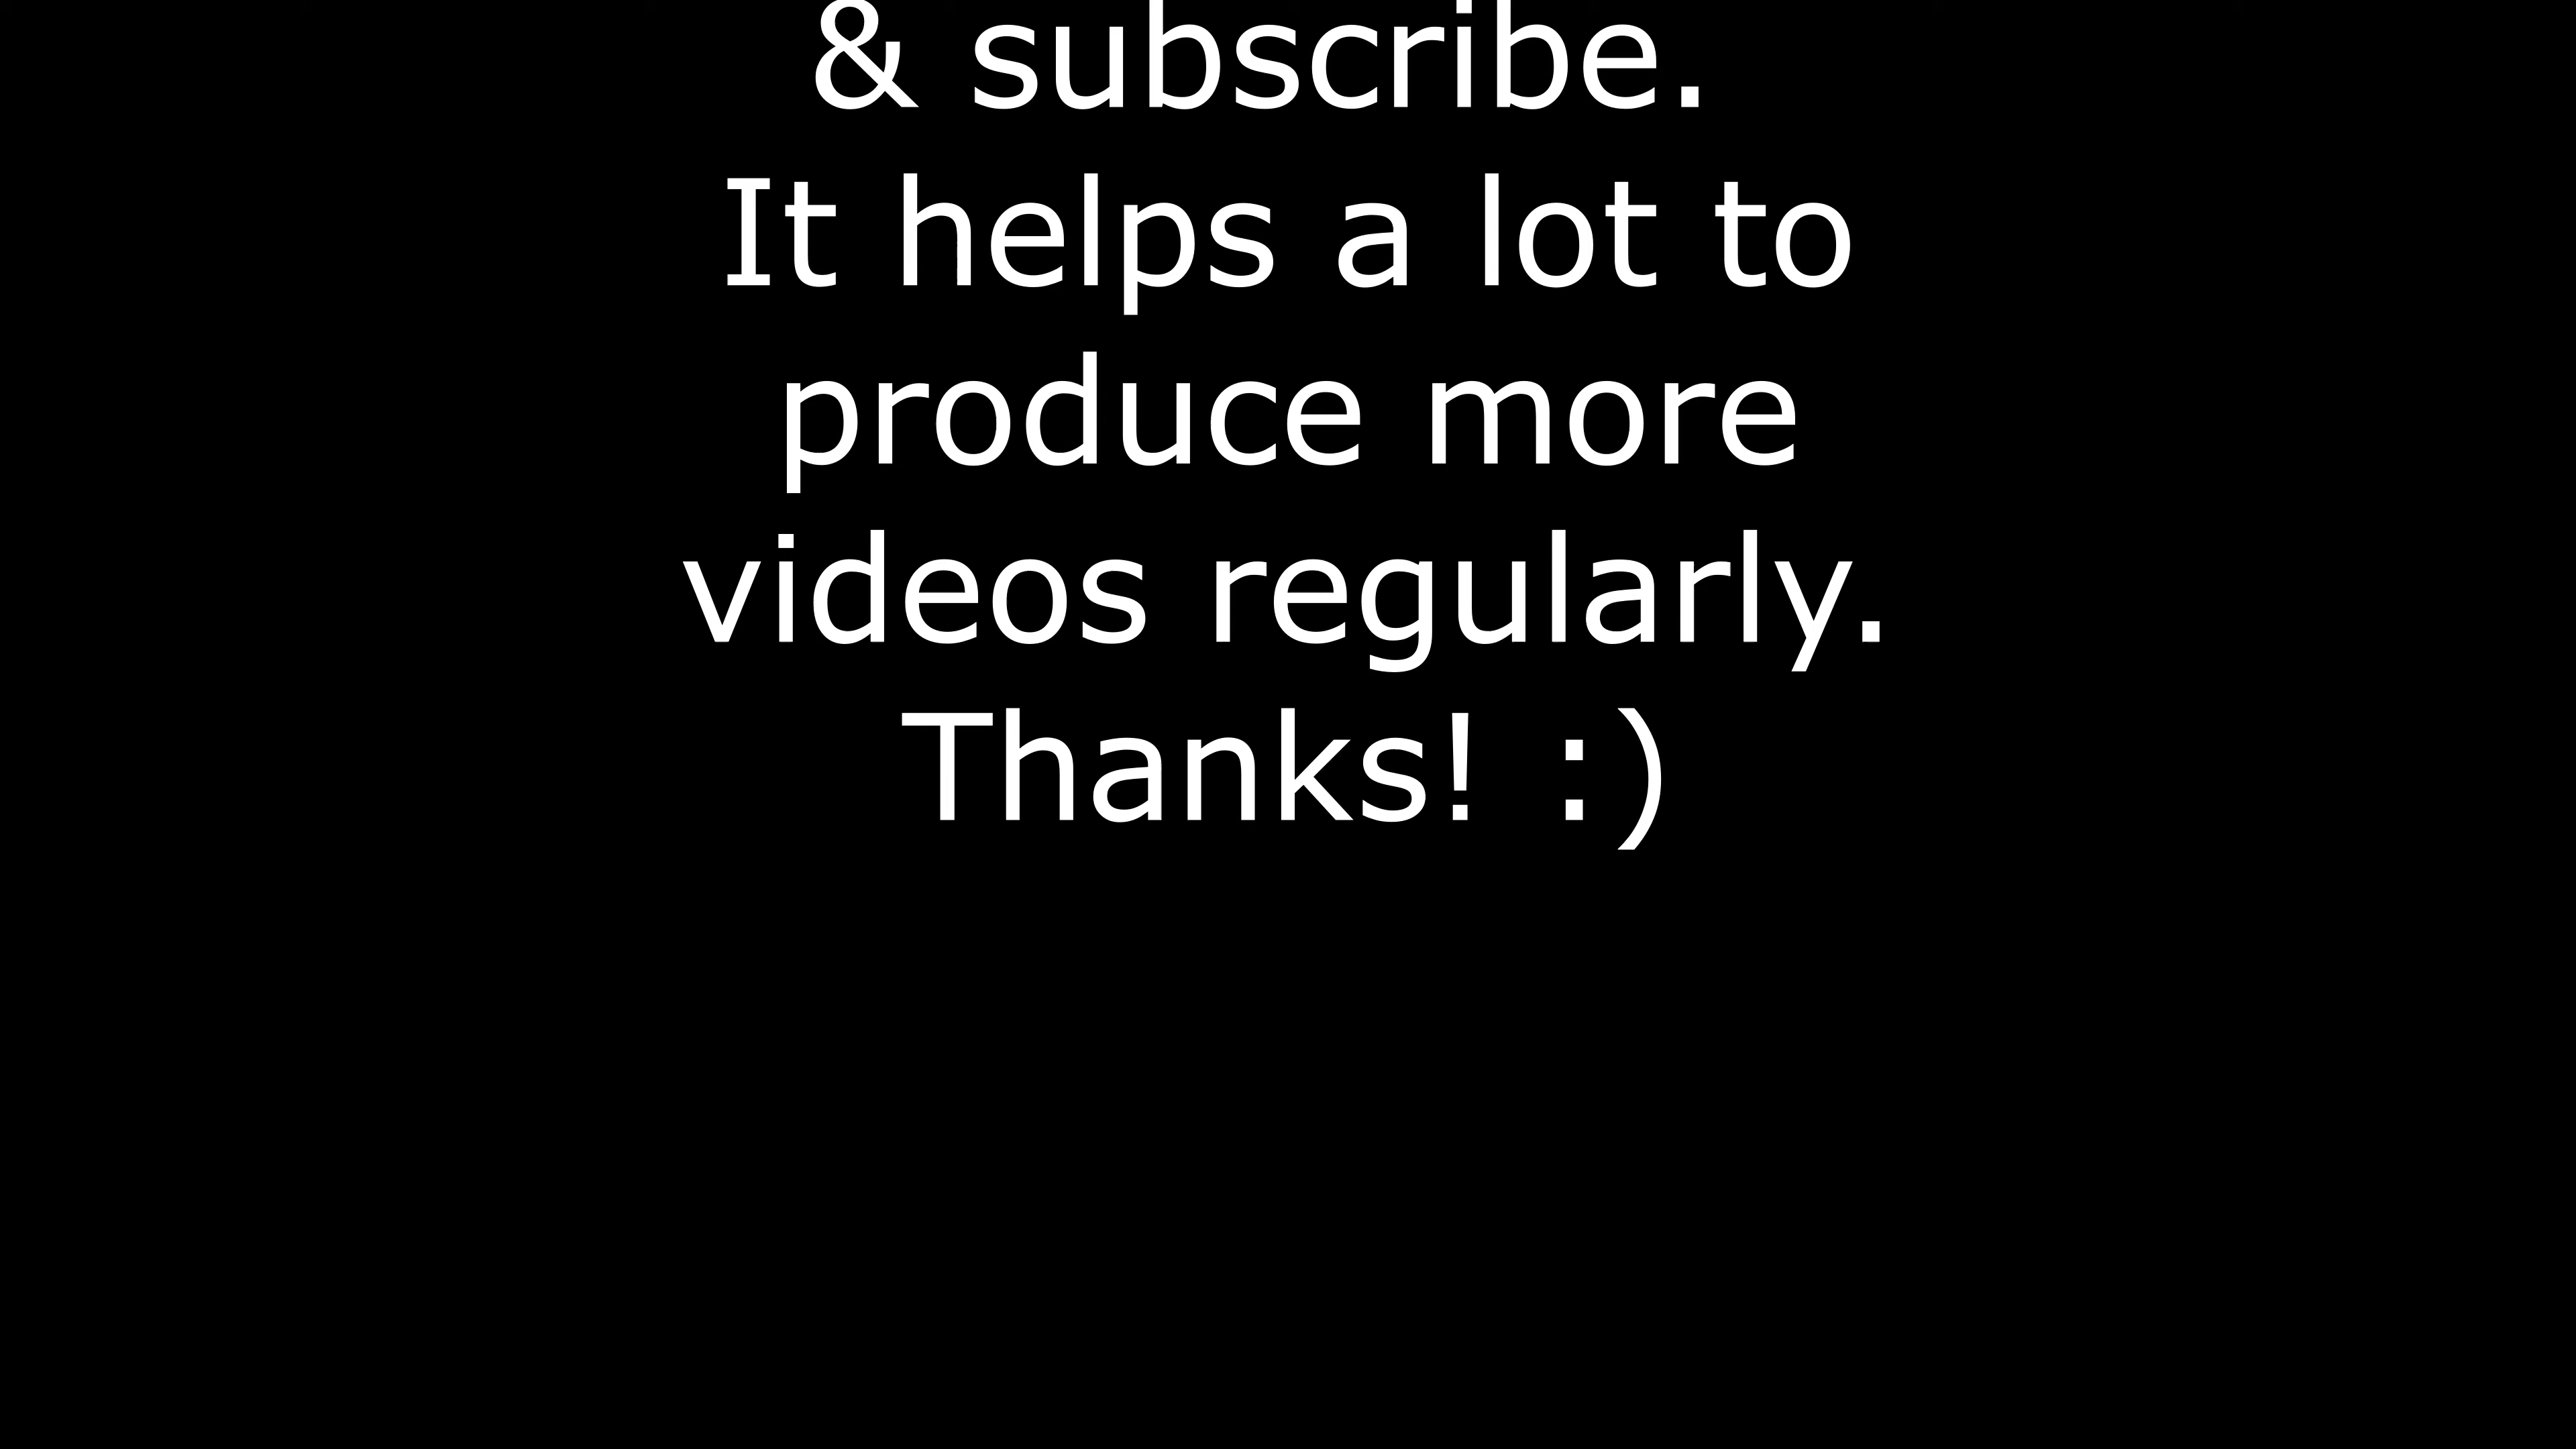 & subscribe.
It helps a lot to
produce more
videos regularly.
Thanks! :)